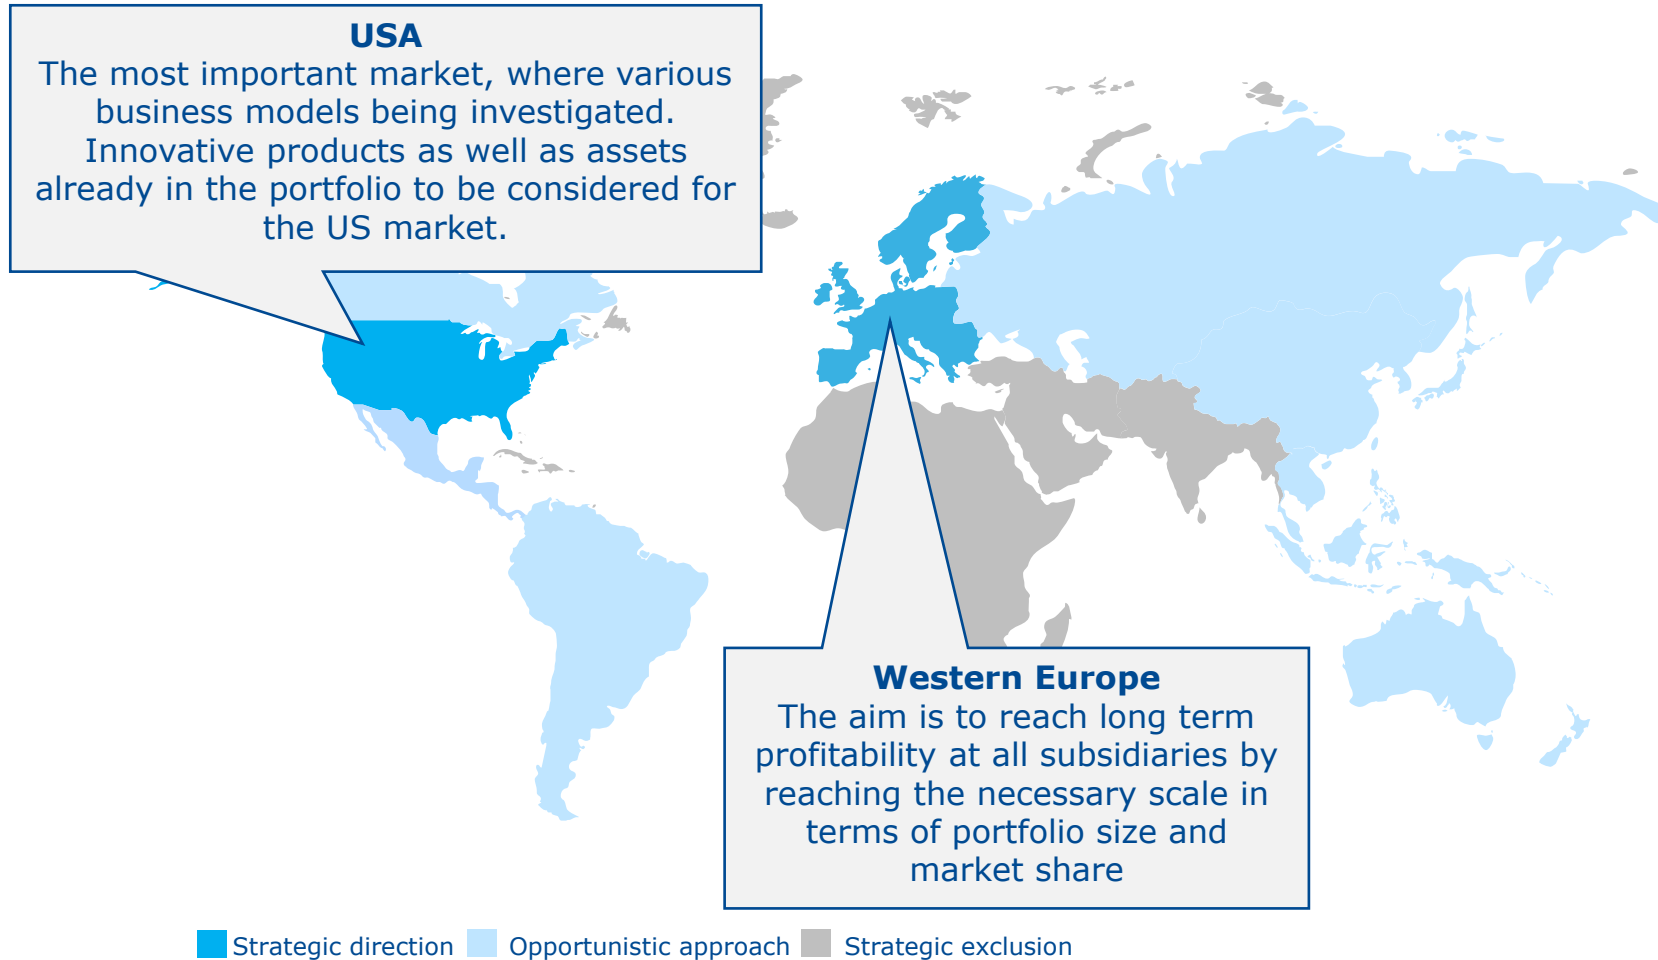 USA
The most important market, where various
business models being investigated.
Innovative products as well as assets
already in the portfolio to be considered for
the US market.
Western Europe
The aim is to reach long term
profitability at all subsidiaries by
reaching the necessary scale in
terms of portfolio size and
market share
Strategic direction Opportunistic approach Strategic exclusion